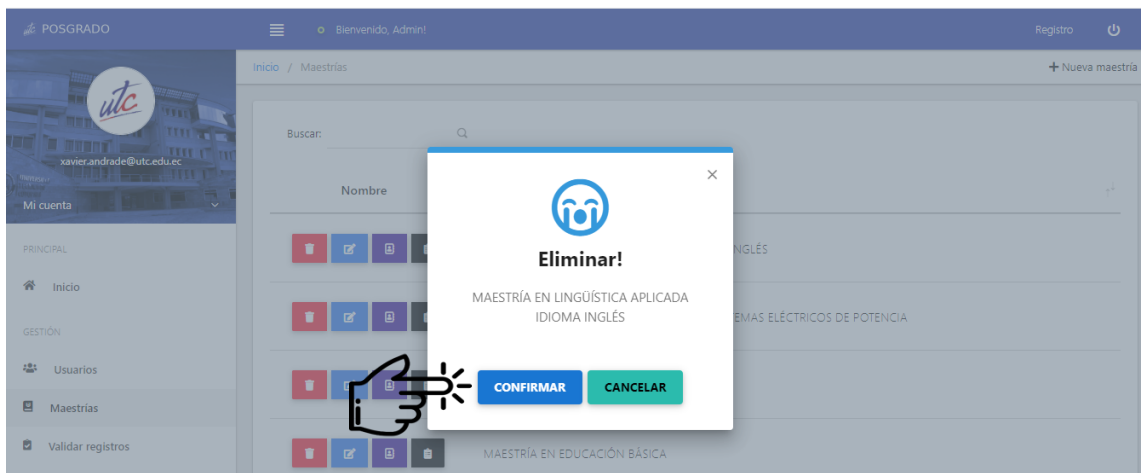 POSGRADO
Bienvenido, Admin!
Registro
Inicio / Maestrías
+ Nueva maestría
utc
xavier.andrade@utc.edu.ec
Mi cuenta
Buscar:
Nombre
PRINCIPAL
Inicio
GESTIÓN
Usuarios
Maestrías
Validar registros
Eliminar!
MAESTRÍA EN LINGÜÍSTICA APLICADA
IDIOMA INGLÉS
CONFIRMAR
CANCELAR
NGLÉS
EMAS ELÉCTRICOS DE POTENCIA
MAESTRÍA EN EDUCACIÓN BÁSICA